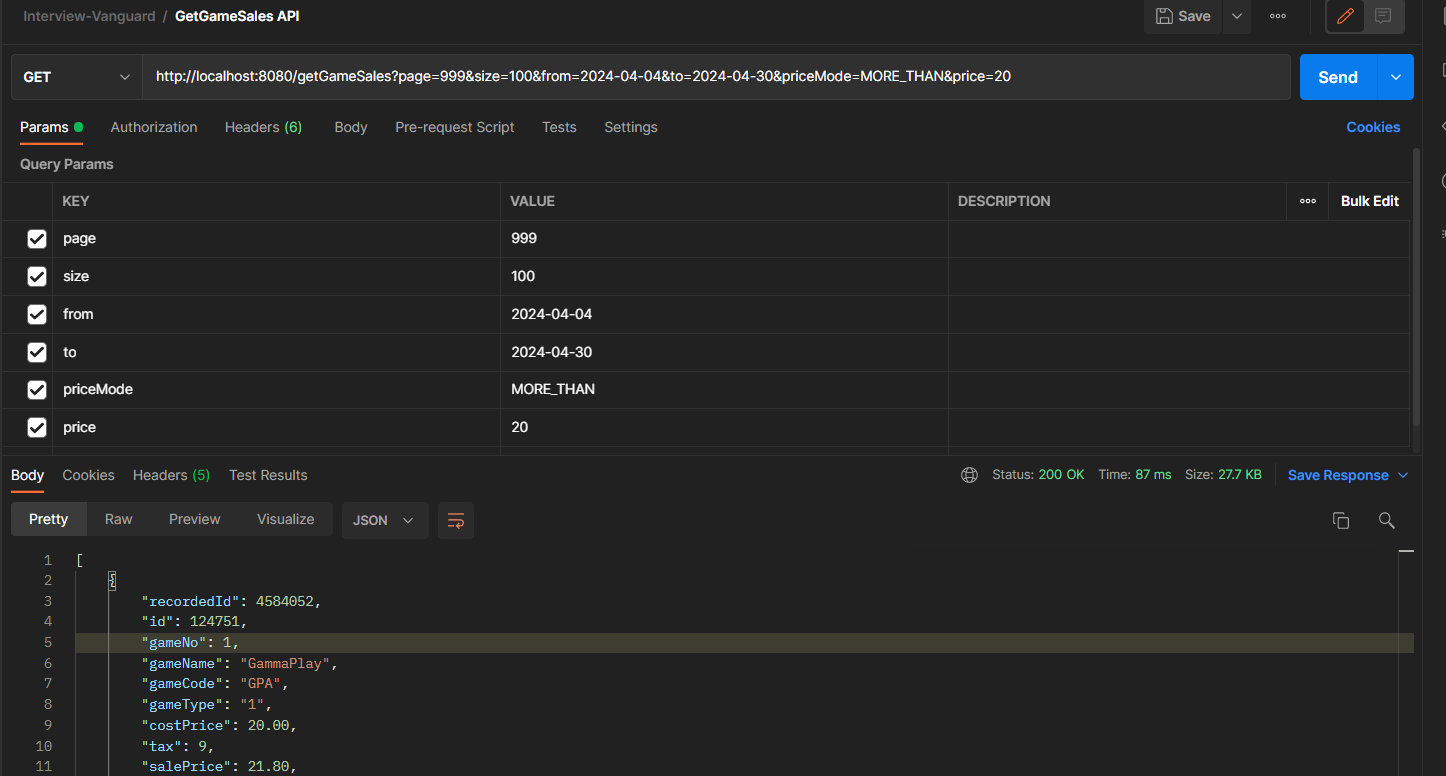 Interview-Vanguard / GetGameSales API
Save
GET http://localhost:8080/getGameSales?page=999&size=100&from=2024-04-04&to=2024-04-30&priceMode=MORE_THAN&price=20 Send
Params Authorization Headers (6) Body Pre-request Script Tests Settings Cookies
Query Params
KEY VALUE DESCRIPTION Bulk Edit
page 999
size 100
from 2024-04-04
to 2024-04-30
priceMode MORE_THAN
price 20
Body Cookies Headers (5) Test Results Status: 200 OK Time: 87 ms Size: 27.7 KB Save Response
Pretty Raw Preview Visualize JSON
1 [
2 {
3 "recordedId": 4584052,
4 "id": 124751,
5 "gameNo": 1,
6 "gameName": "GammaPlay",
7 "gameCode": "GPA",
8 "gameType": "1",
9 "costPrice": 20.00,
10 "tax": 9,
11 "salePrice": 21.80,